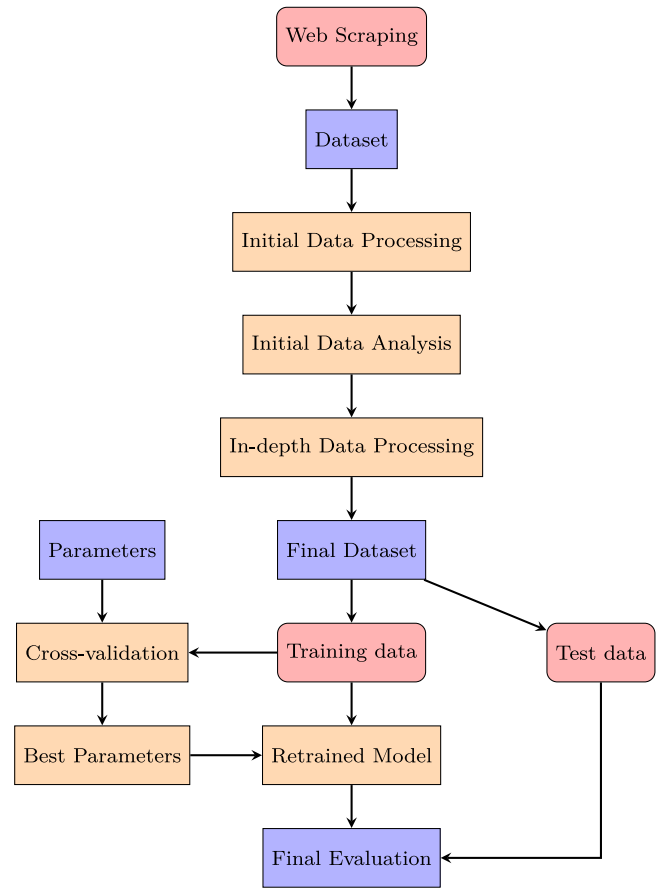 Web Scraping
Dataset
Initial Data Processing
Initial Data Analysis
In-depth Data Processing
Parameters
Final Dataset
Cross-validation
Training data
Test data
Best Parameters
Retrained Model
Final Evaluation